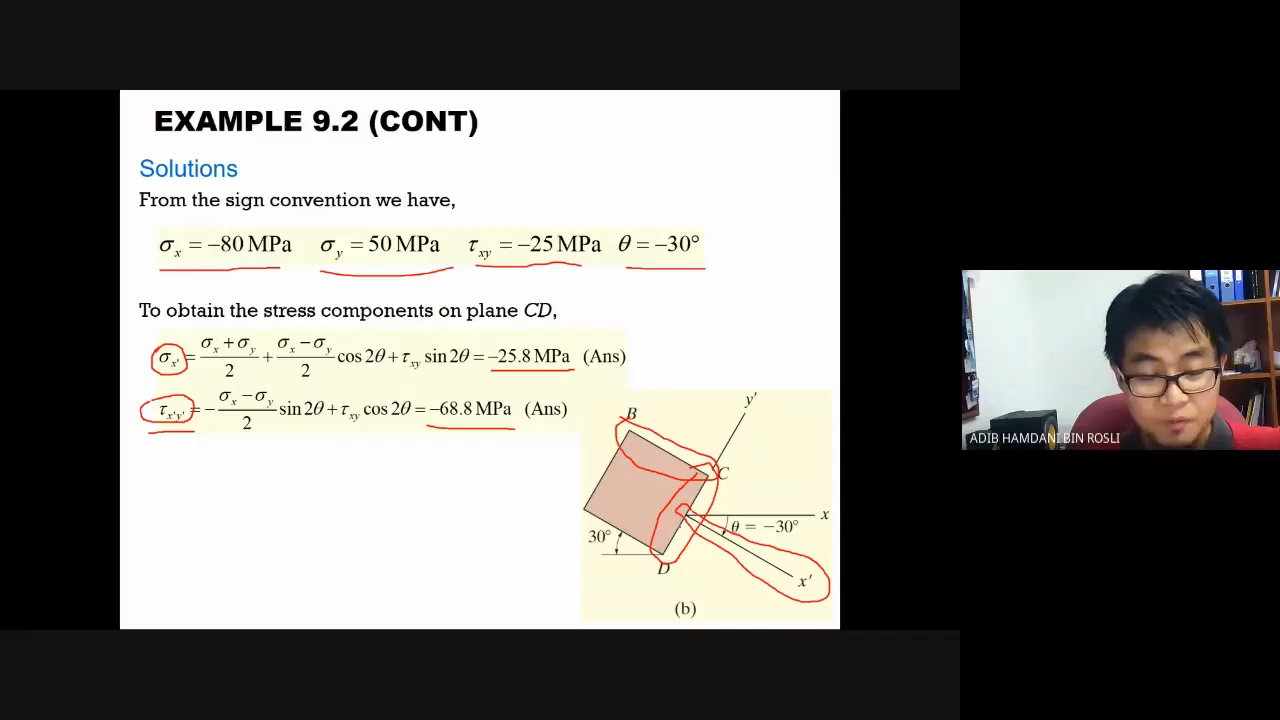 EXAMPLE 9.2 (CONT)
Solutions
From the sign convention we have,
σx = −80 MPa σy = 50 MPa τxy = −25 MPa θ = −30°
To obtain the stress components on plane CD,
σx' = (σx + σy)/2 + (σx − σy)/2 cos 2θ + τxy sin 2θ = −25.8 MPa (Ans)
τx'y' = −(σx − σy)/2 sin 2θ + τxy cos 2θ = −68.8 MPa (Ans)
y'
B
C
x
θ = −30°
30°
D
x'
(b)
ADIB HAMDANI BIN ROSLI